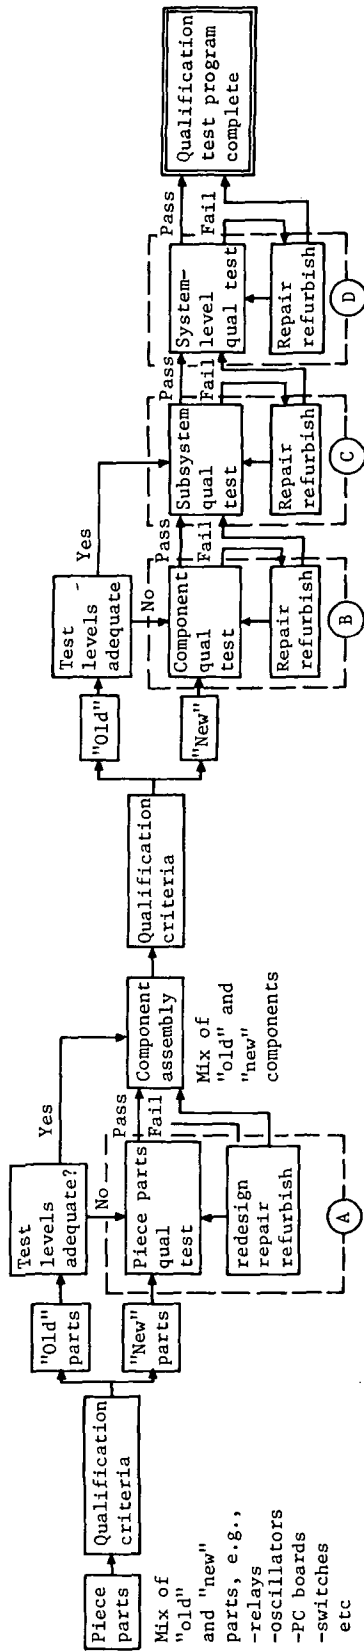 Piece
parts
Mix of
"old"
and "new"
parts, e.g.,
-relays
-oscillators
-PC boards
-switches
etc
Qualification
criteria
"Old"
parts
"New"
parts
Test
levels
adequate?
Yes
No
Piece parts
qual
test
Pass
Fail
redesign
repair
refurbish
A
Component
assembly
Mix of
"old" and
"new"
components
Qualification
criteria
"Old"
"New"
Test
levels
adequate
Yes
No
Component
qual
test
Pass
Fail
Repair
refurbish
B
Subsystem
qual
test
Pass
Fail
Repair
refurbish
C
System-
level
qual test
Pass
Fail
Repair
refurbish
D
Qualification
test program
complete